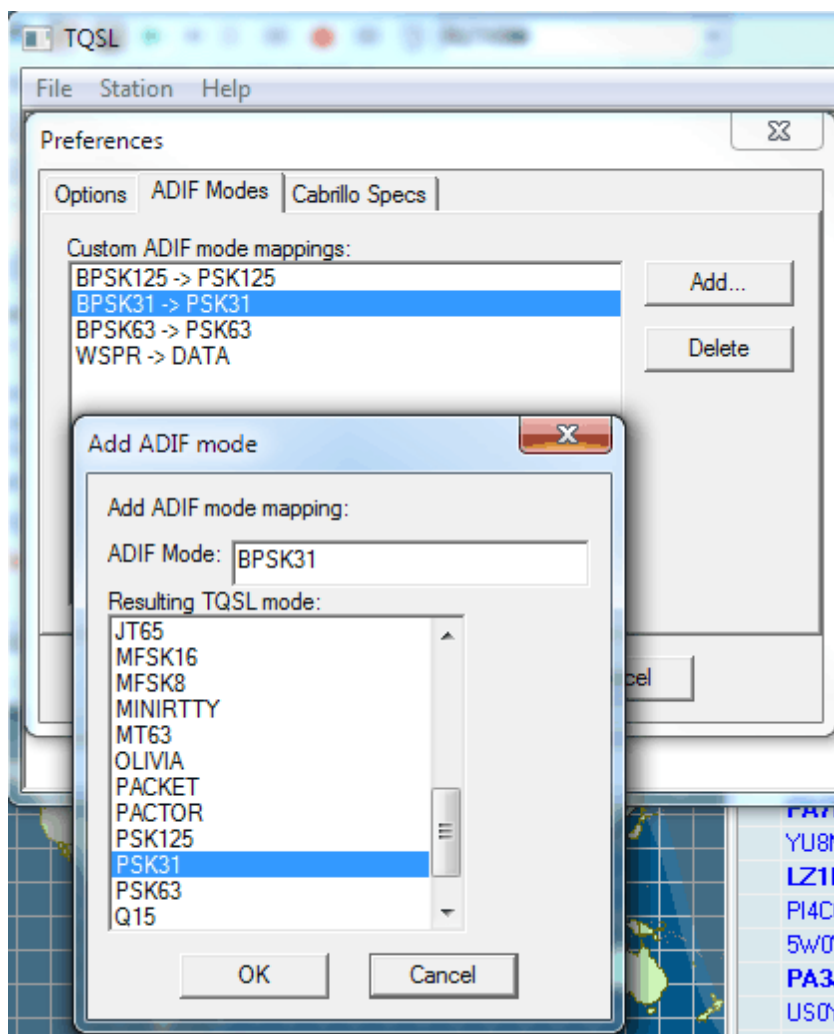 TQSL
File Station Help
Preferences
Options ADIF Modes Cabrillo Specs
Custom ADIF mode mappings:
BPSK125 -> PSK125
BPSK31 -> PSK31
BPSK63 -> PSK63
WSPR -> DATA
Add...
Delete
Add ADIF mode
Add ADIF mode mapping:
ADIF Mode: BPSK31
Resulting TQSL mode:
JT65
MFSK16
MFSK8
MINIRTTY
MT63
OLIVIA
PACKET
PACTOR
PSK125
PSK31
PSK63
Q15
OK Cancel
cel
YU8
LZ1
PI4C
5W0
PA3
US0